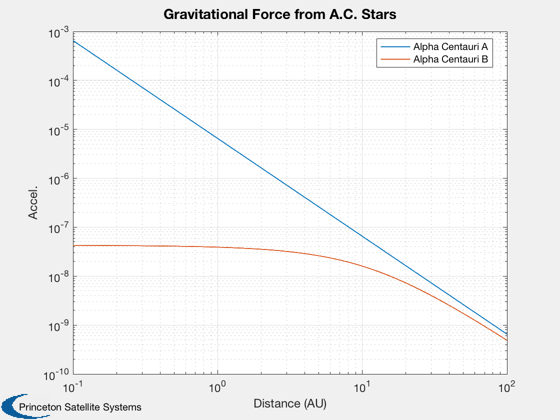 Gravitational Force from A.C. Stars
Alpha Centauri A
Alpha Centauri B
Accel.
10^-3
10^-4
10^-5
10^-6
10^-7
10^-8
10^-9
10^-10
10^-1 10^0 10^1 10^2
Distance (AU)
Princeton Satellite Systems